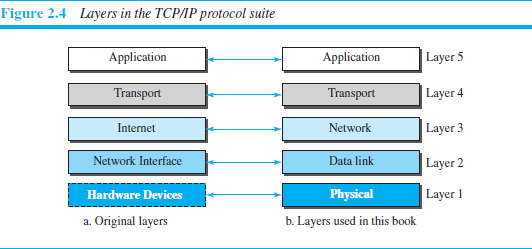 Figure 2.4 Layers in the TCP/IP protocol suite
Application Application Layer 5
Transport Transport Layer 4
Internet Network Layer 3
Network Interface Data link Layer 2
Hardware Devices Physical Layer 1
a. Original layers b. Layers used in this book